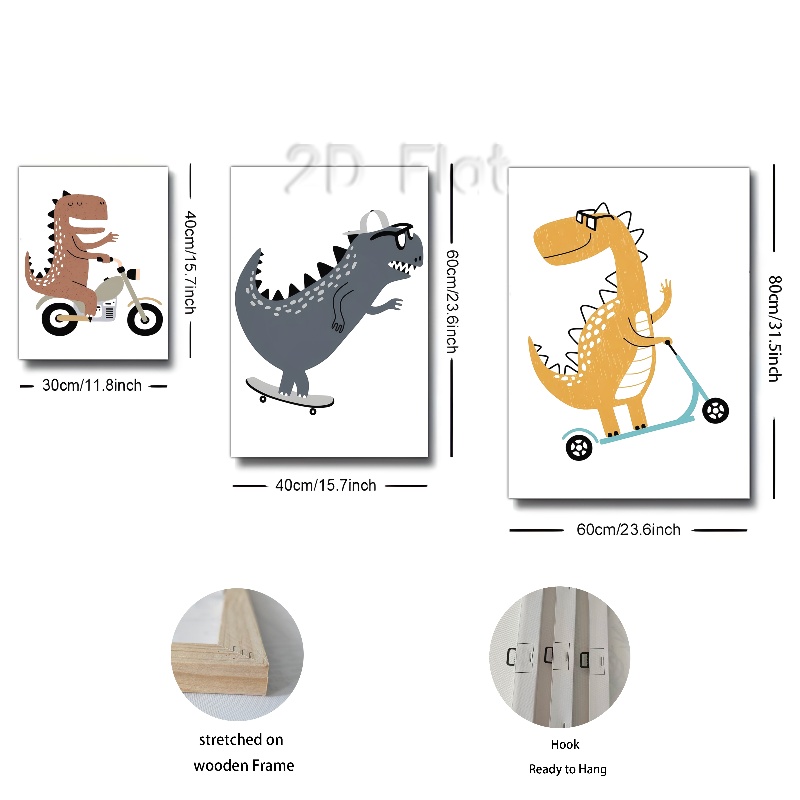 2D Flat
40cm/15.7inch
30cm/11.8inch
60cm/23.6inch
40cm/15.7inch
80cm/31.5inch
60cm/23.6inch
stretched on
wooden Frame
Hook
Ready to Hang